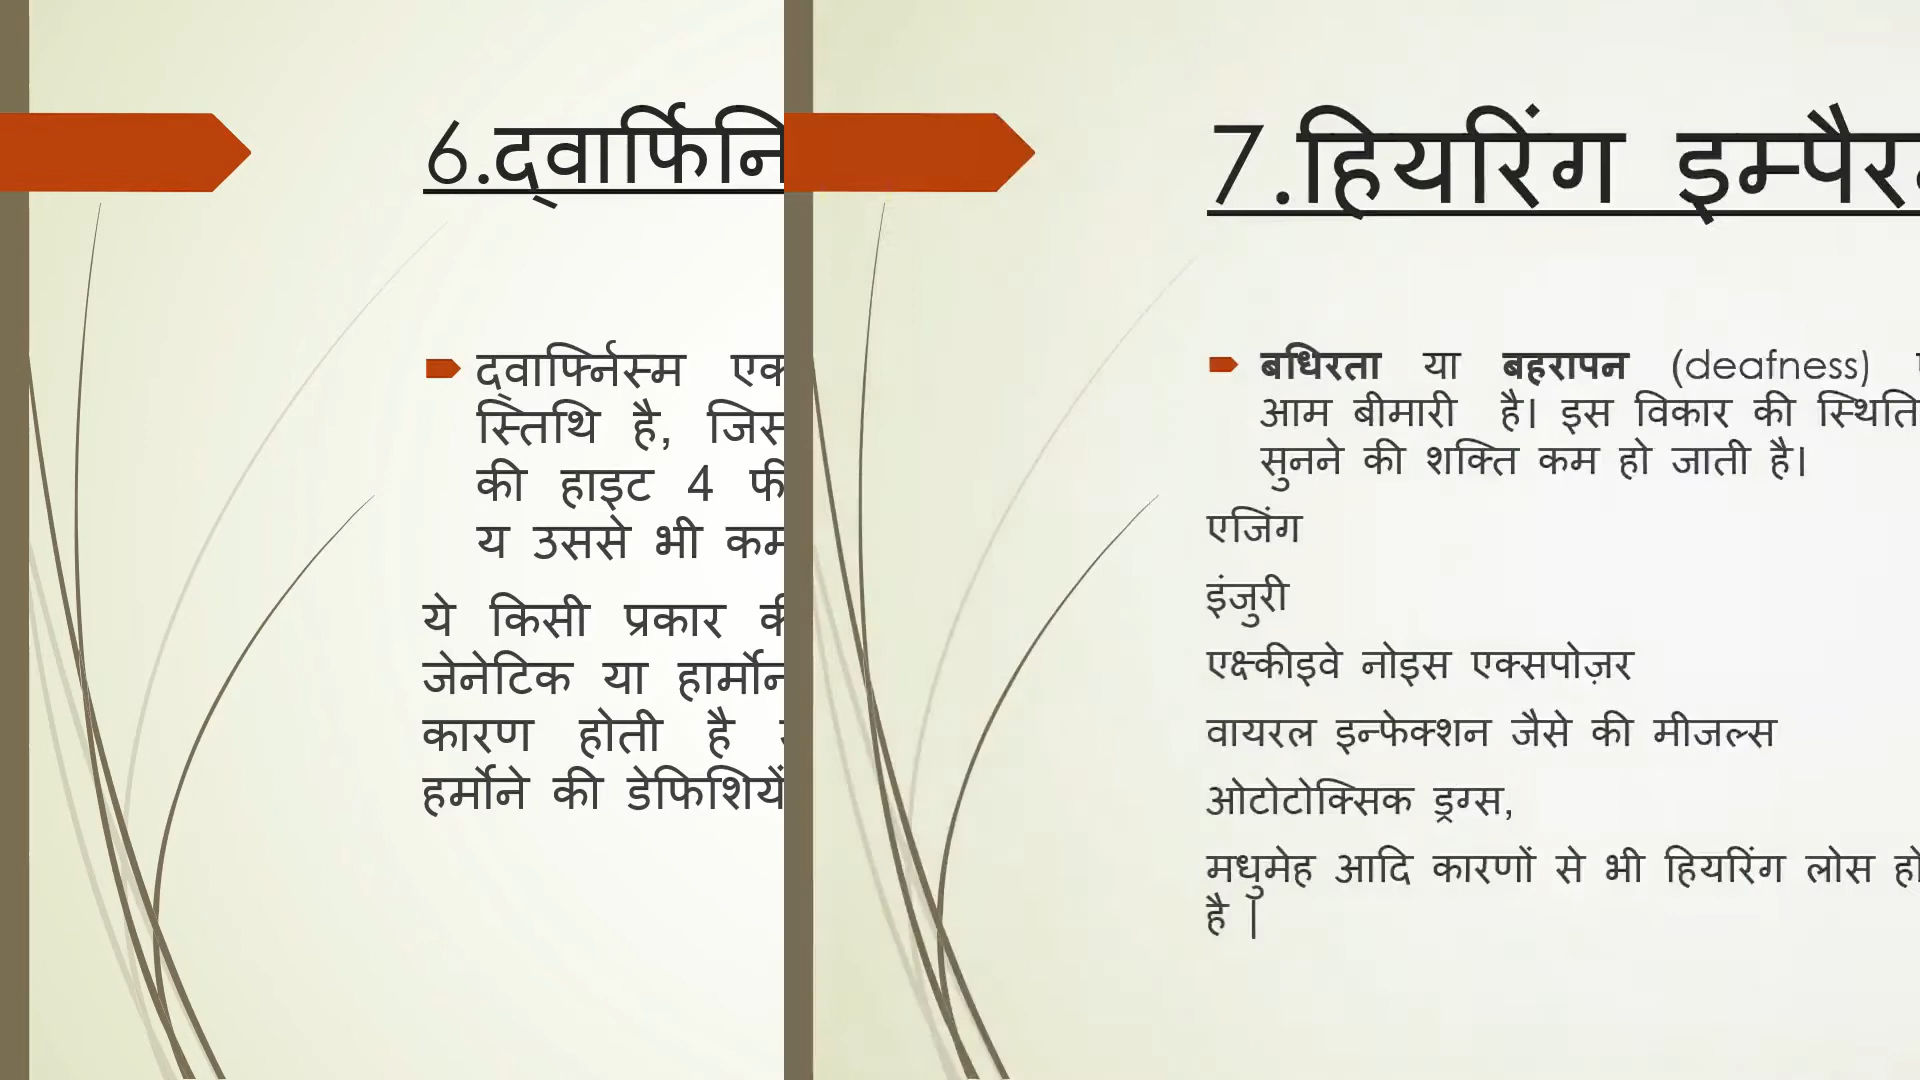 6.द्वार्फिनि
द्वार्फ्निस्म एक
स्तिथि है, जिस
की हाइट 4 फी
य उससे भी कम
ये किसी प्रकार की
जेनेटिक या हार्मोन
कारण होती है
हर्मोने की डेफिशियें
7.हियरिंग इम्पैर
बधिरता या बहरापन (deafness)
आम बीमारी है। इस विकार की स्थिति
सुनने की शक्ति कम हो जाती है।
एजिंग
इंजुरी
एक्ष्कीइवे नोइस एक्सपोज़र
वायरल इन्फेक्शन जैसे की मीजल्स
ओटोटोक्सिक ड्रग्स,
मधुमेह आदि कारणों से भी हियरिंग लोस हो
है |